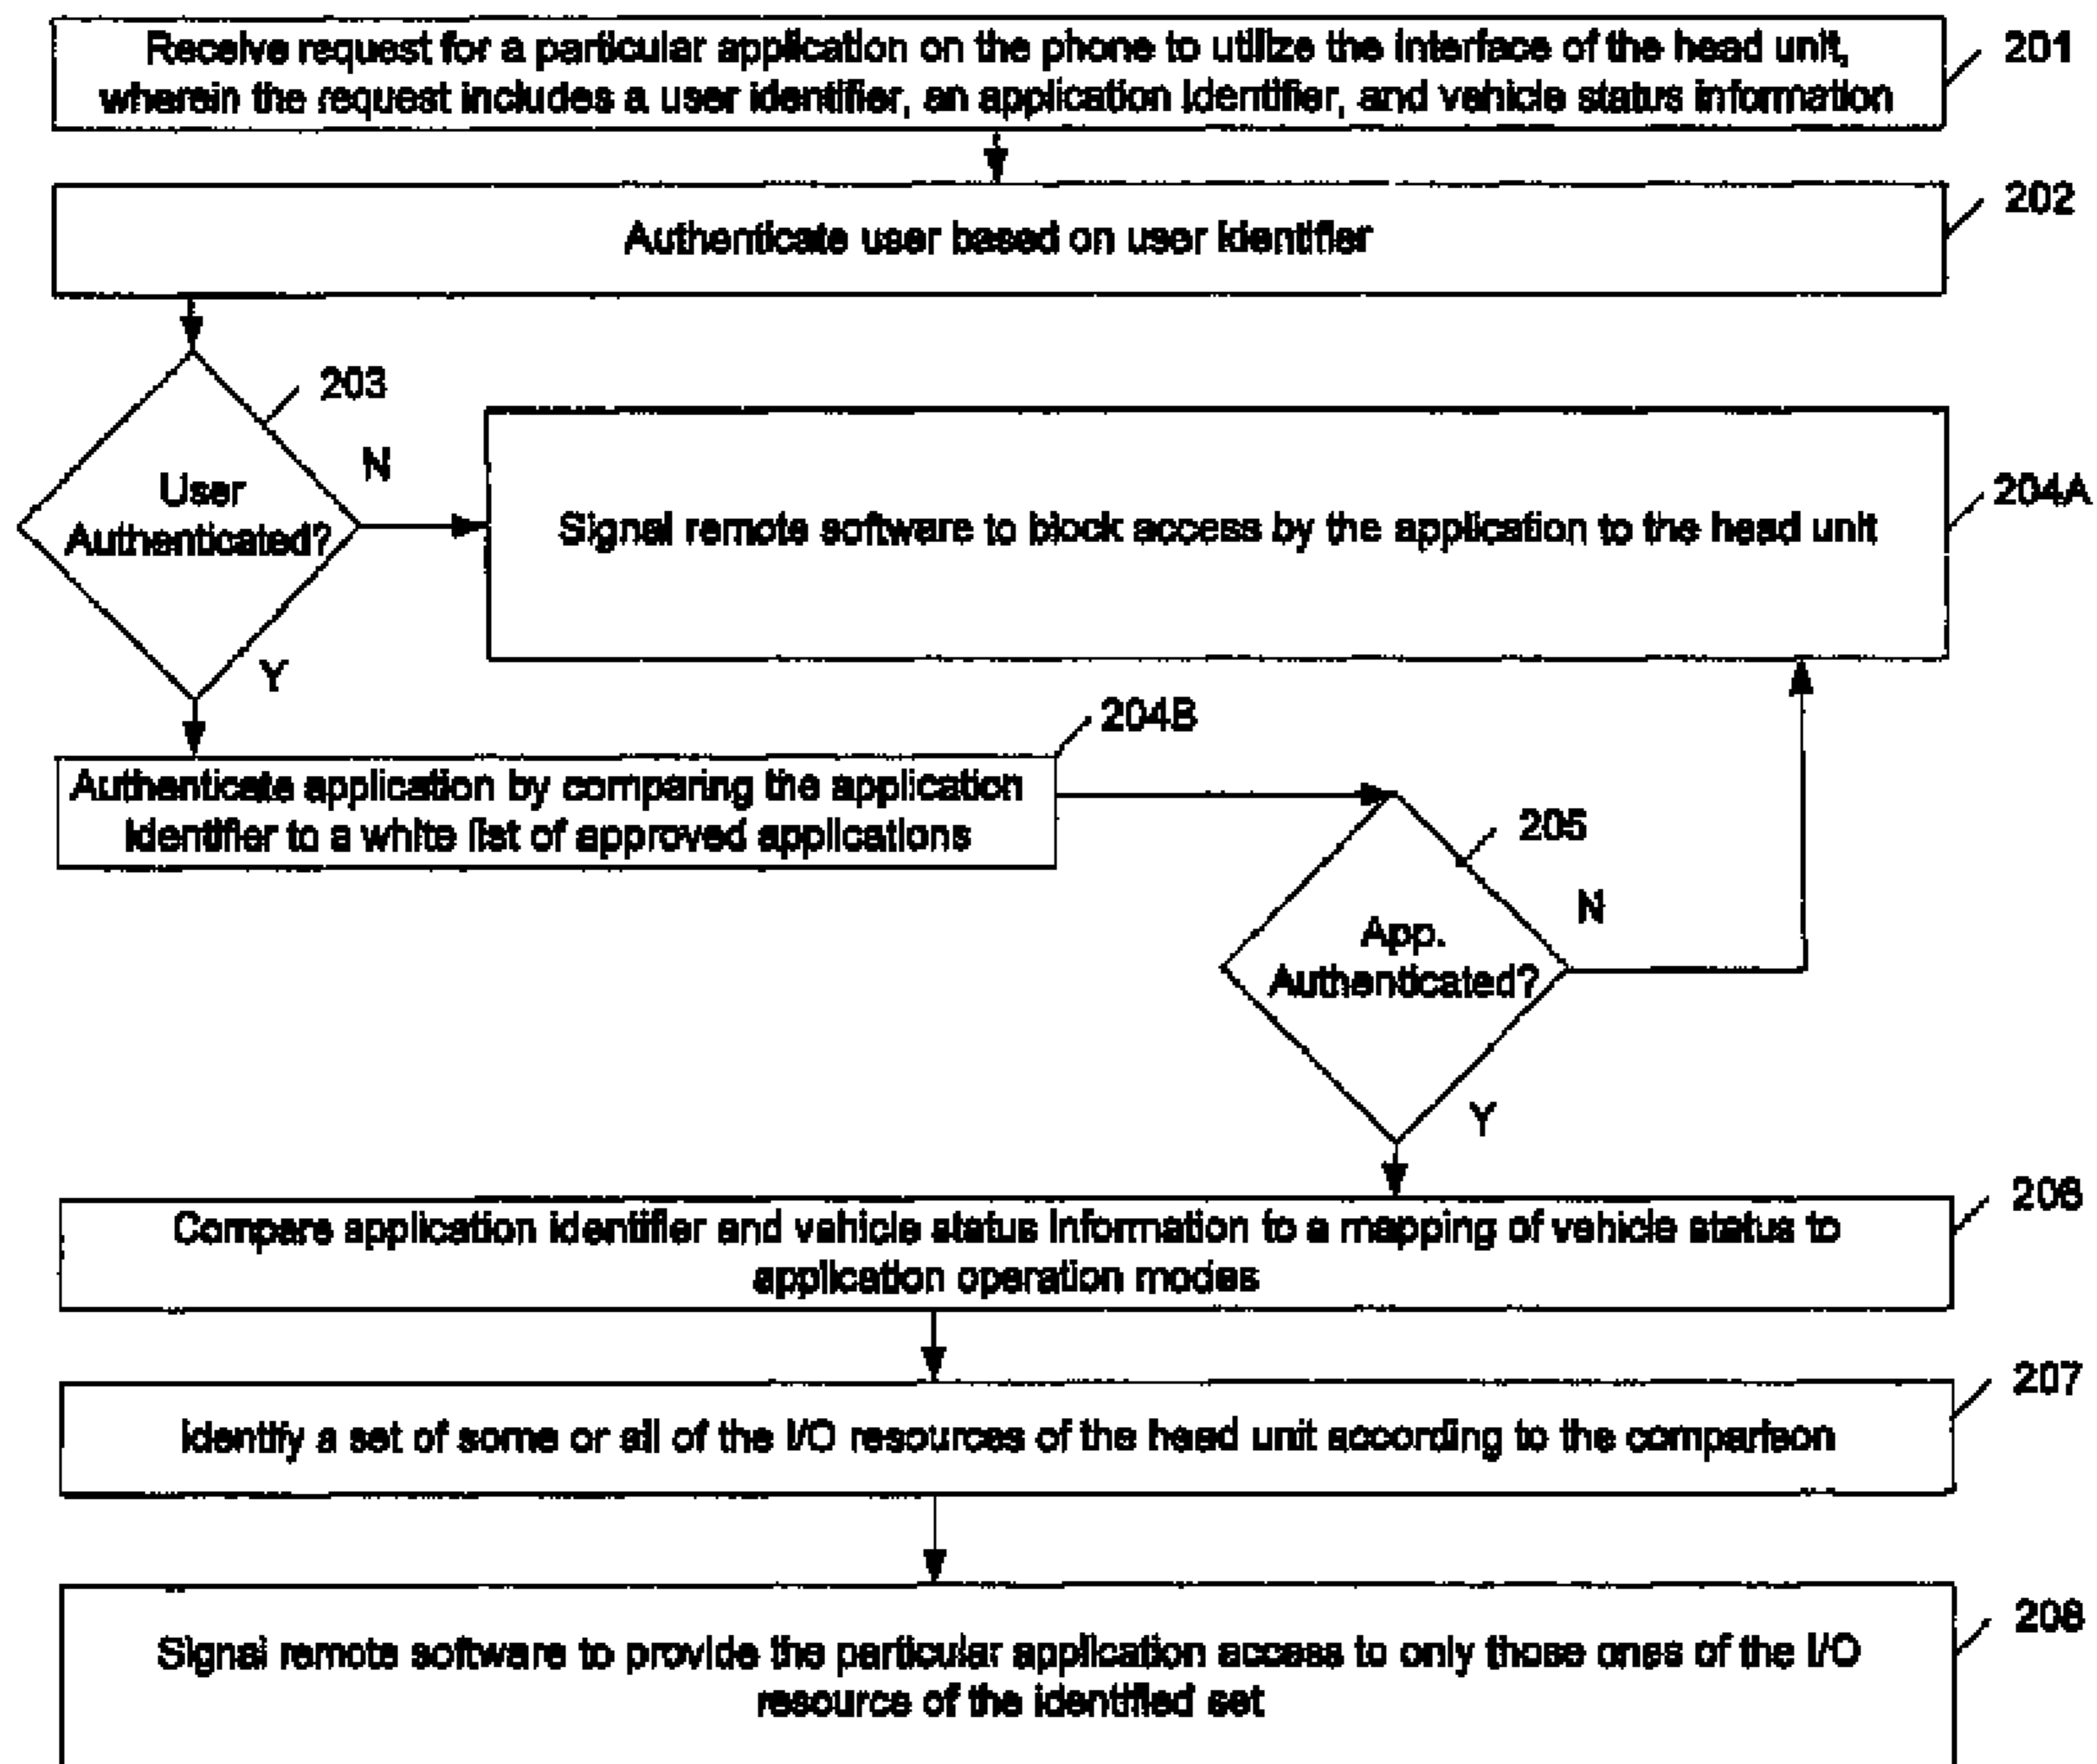 Receive request for a particular application on the phone to utilize the interface of the head unit,
wherein the request includes a user identifier, an application identifier, and vehicle status information
201
Authenticate user based on user identifier
202
203
User
Authenticated?
N
Y
Signal remote software to block access by the application to the head unit
204A
204B
Authenticate application by comparing the application
identifier to a white list of approved applications
205
App.
Authenticated?
N
Y
206
Compare application identifier and vehicle status information to a mapping of vehicle status to
application operation modes
207
Identify a set of some or all of the I/O resources of the head unit according to the comparison
208
Signal remote software to provide the particular application access to only those ones of the I/O
resource of the identified set